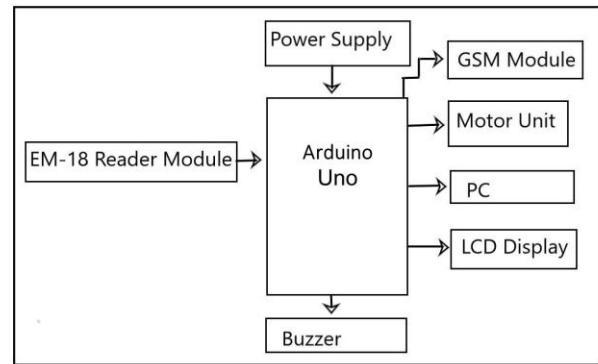 Power Supply
GSM Module
Motor Unit
EM-18 Reader Module
Arduino
Uno
PC
LCD Display
Buzzer